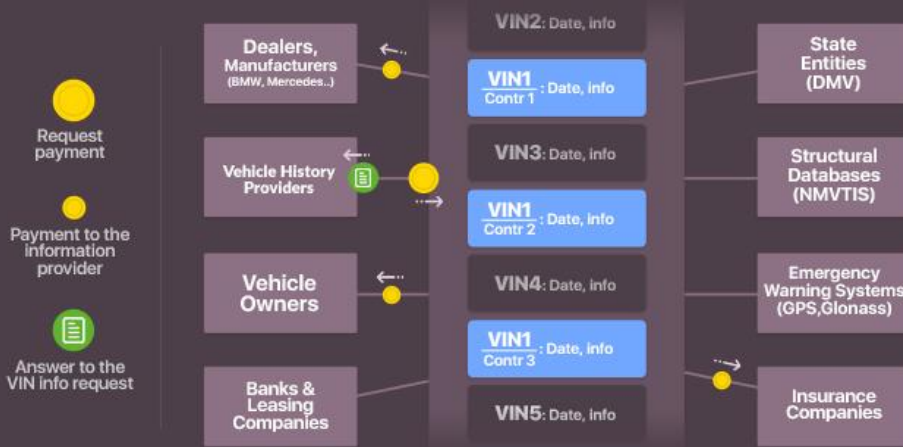 Request
payment
Payment to the
information
provider
Answer to the
VIN info request
Dealers,
Manufacturers
(BMW, Mercedes..)
Vehicle History
Providers
Vehicle
Owners
Banks &
Leasing
Companies
VIN2: Date, info
VIN1
Contr 1 : Date, info
VIN3: Date, info
VIN1
Contr 2 : Date, info
VIN4: Date, info
VIN1
Contr 3 : Date, info
VIN5: Date, info
State
Entities
(DMV)
Structural
Databases
(NMVTIS)
Emergency
Warning Systems
(GPS,Glonass)
Insurance
Companies